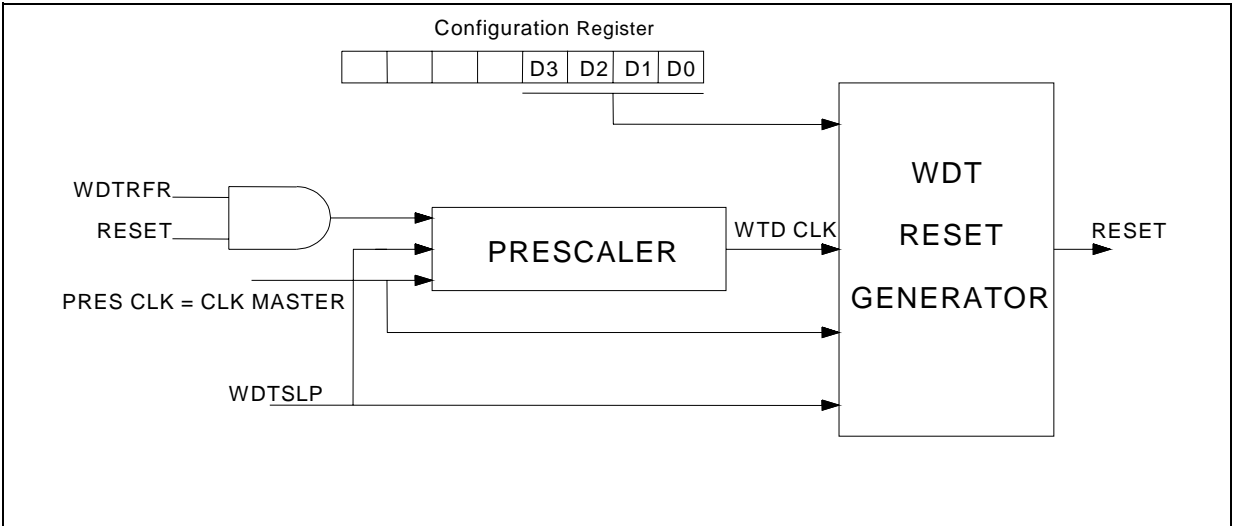 Configuration Register
D3 D2 D1 D0
WDT
RESET
GENERATOR
WDTRFR
RESET
PRESCALER
WTD CLK
RESET
PRES CLK = CLK MASTER
WDTSLP